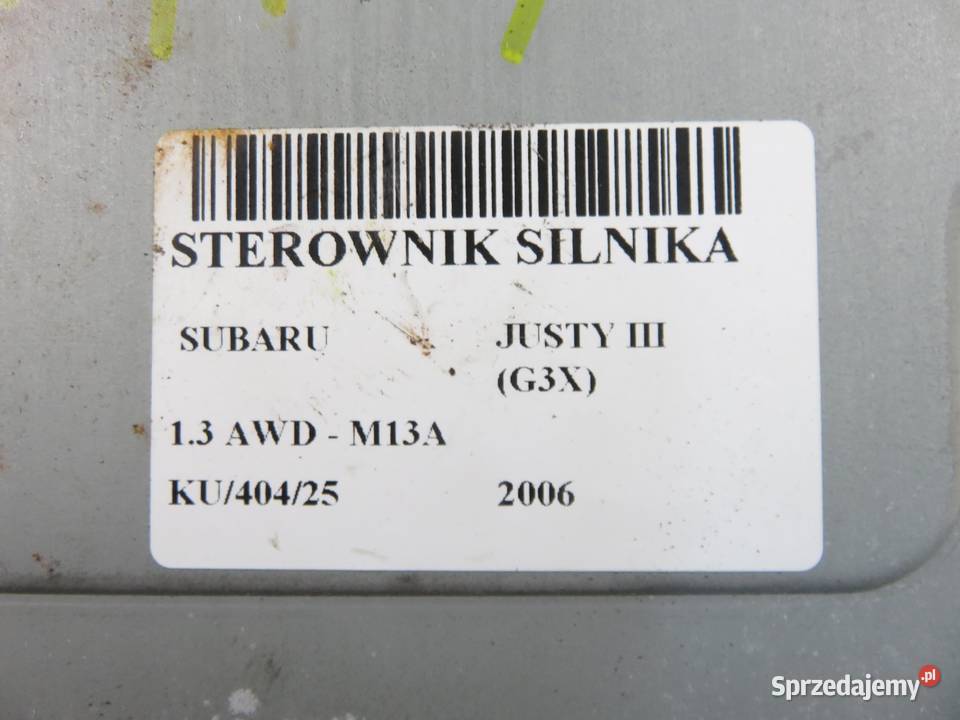 STEROWNIK SILNIKA
SUBARU JUSTY III
(G3X)
1.3 AWD - M13A
KU/404/25 2006
Sprzedajemy.pl